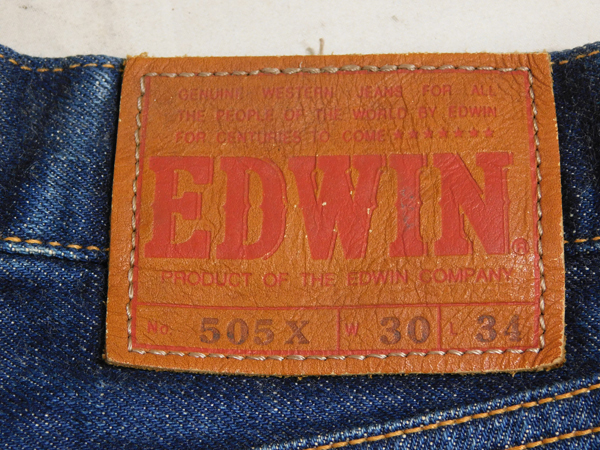 GENUINE WESTERN JEANS FOR ALL
THE PEOPLE OF THE WORLD BY EDWIN
FOR CENTURIES TO COME ★★★★★★★
EDWIN®
PRODUCT OF THE EDWIN COMPANY
No. 505X W 30 L 34